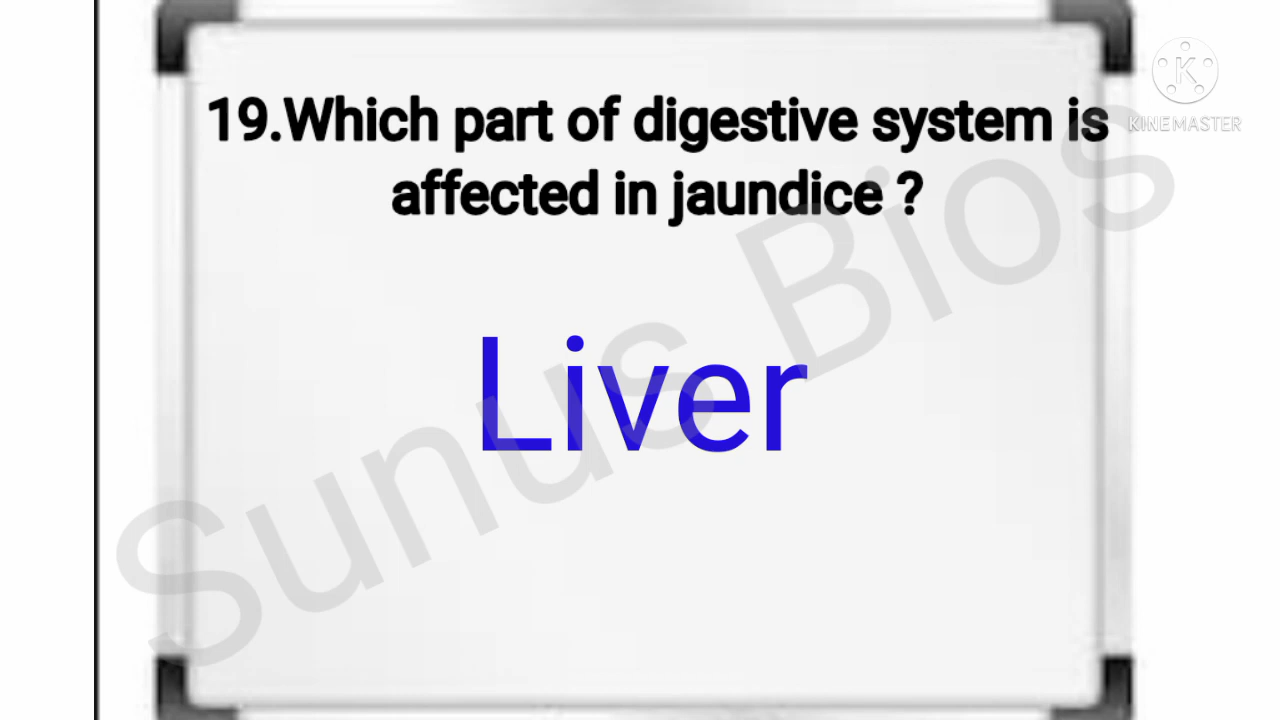 19.Which part of digestive system is
affected in jaundice ?
Liver
Sunus Bios
K
KINEMASTER